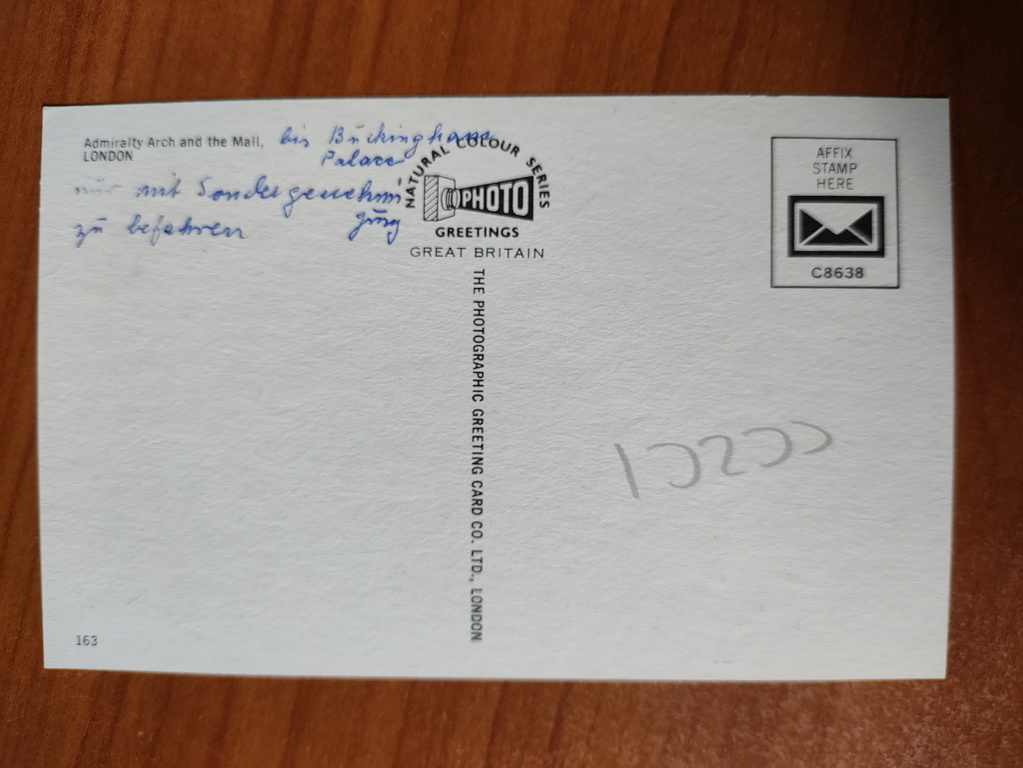 Admiralty Arch and the Mall,
LONDON
bis Buckingham
Palace
nur mit Sondergenehmi
gung
zu befahren
NATURAL COLOUR SERIES
PHOTO
GREETINGS
GREAT BRITAIN
THE PHOTOGRAPHIC GREETING CARD CO. LTD., LONDON
AFFIX
STAMP
HERE
C8638
163